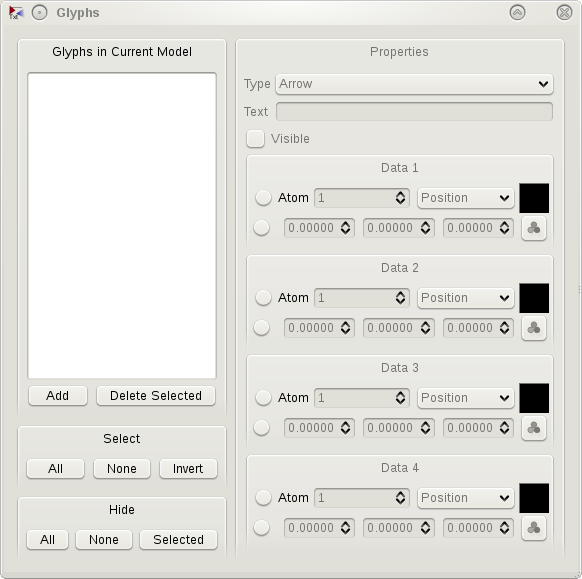 Glyphs
Glyphs in Current Model
Add
Delete Selected
Select
All
None
Invert
Hide
All
None
Selected
Properties
Type Arrow
Text
Visible
Data 1
Atom 1 Position
0.00000 0.00000 0.00000
Data 2
Atom 1 Position
0.00000 0.00000 0.00000
Data 3
Atom 1 Position
0.00000 0.00000 0.00000
Data 4
Atom 1 Position
0.00000 0.00000 0.00000